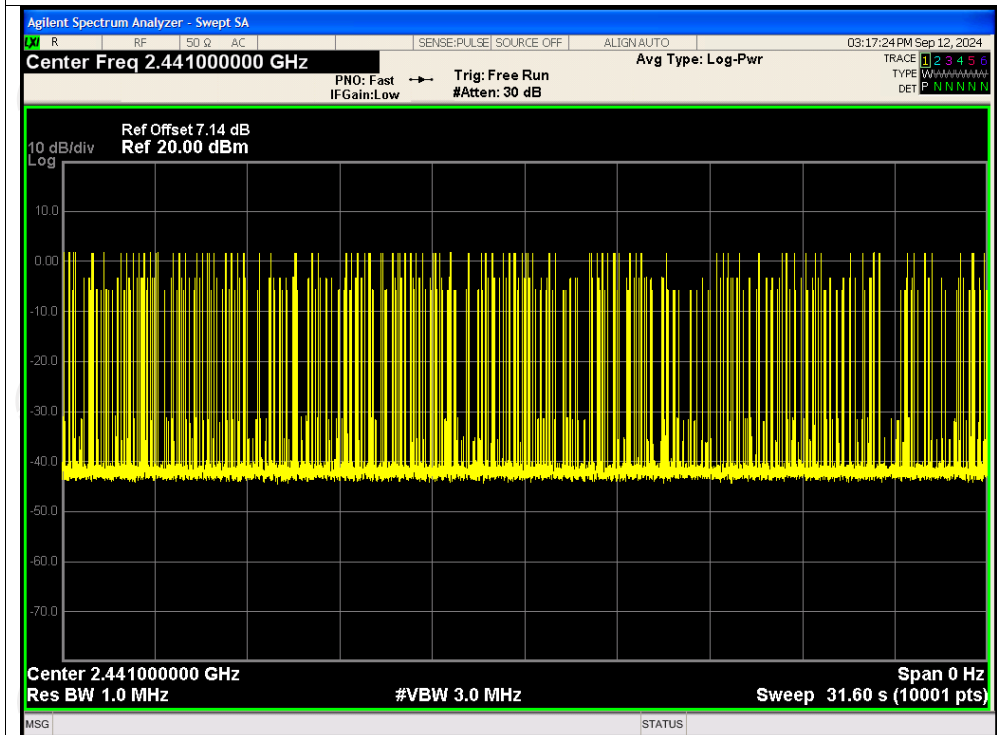 Agilent Spectrum Analyzer - Swept SA
LXI R RF 50 Ω AC SENSE:PULSE SOURCE OFF ALIGNAUTO 03:17:24 PM Sep 12, 2024
Center Freq 2.441000000 GHz Avg Type: Log-Pwr TRACE 1 2 3 4 5 6
PNO: Fast Trig: Free Run TYPE W
IFGain:Low #Atten: 30 dB DET P N N N N N
Ref Offset 7.14 dB
10 dB/div Ref 20.00 dBm
Log
10.0
0.00
-10.0
-20.0
-30.0
-40.0
-50.0
-60.0
-70.0
Center 2.441000000 GHz Span 0 Hz
Res BW 1.0 MHz #VBW 3.0 MHz Sweep 31.60 s (10001 pts)
MSG STATUS